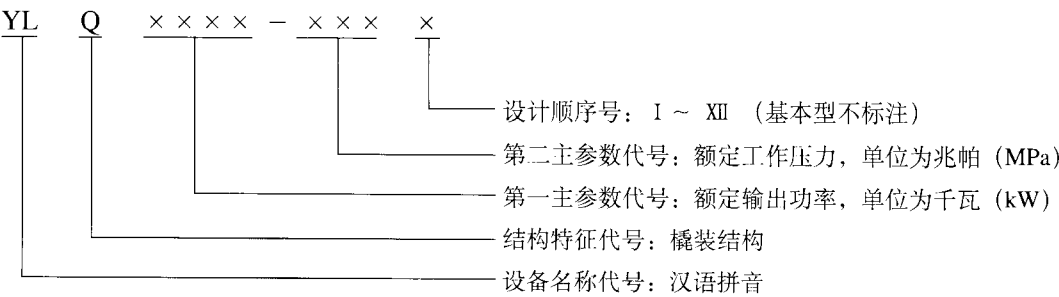 YL Q ×××× - ××× ×
设计顺序号：Ⅰ ~ Ⅻ （基本型不标注）
第二主参数代号：额定工作压力，单位为兆帕（MPa）
第一主参数代号：额定输出功率，单位为千瓦（kW）
结构特征代号：橇装结构
设备名称代号：汉语拼音